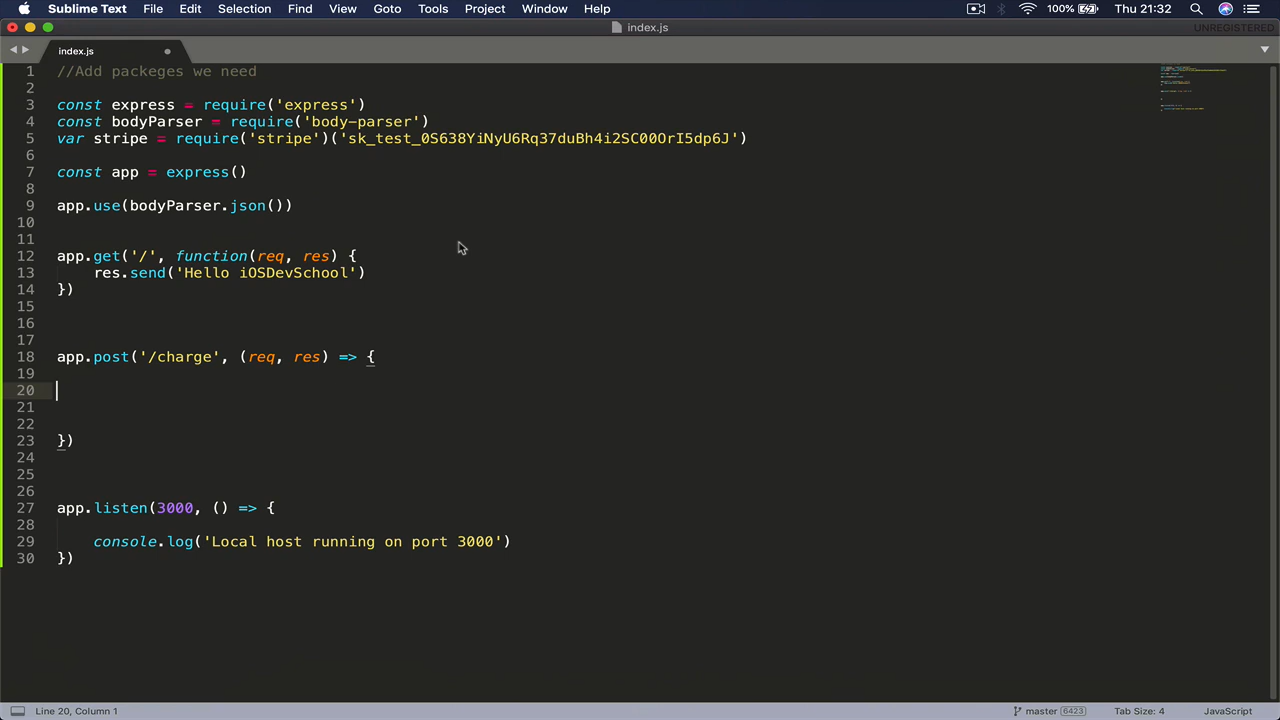 Sublime Text File Edit Selection Find View Goto Tools Project Window Help 100% Thu 21:32
index.js UNREGISTERED
index.js
1 //Add packeges we need
2
3 const express = require('express')
4 const bodyParser = require('body-parser')
5 var stripe = require('stripe')('sk_test_0S638YiNyU6Rq37duBh4i2SC00OrI5dp6J')
6
7 const app = express()
8
9 app.use(bodyParser.json())
10
11
12 app.get('/', function(req, res) {
13 res.send('Hello iOSDevSchool')
14 })
15
16
17
18 app.post('/charge', (req, res) => {
19
20
21
22
23 })
24
25
26
27 app.listen(3000, () => {
28
29 console.log('Local host running on port 3000')
30 })
Line 20, Column 1 master 6423 Tab Size: 4 JavaScript